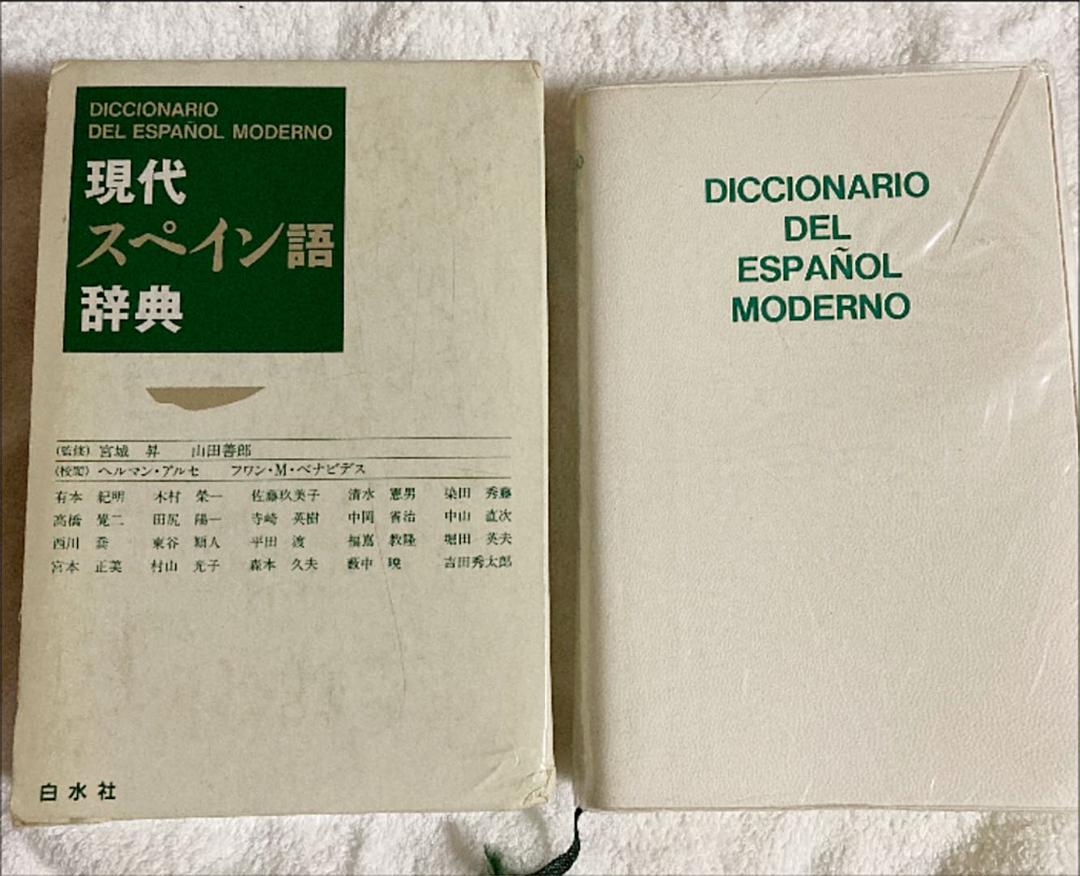 DICCIONARIO
DEL ESPAÑOL MODERNO
現代
スペイン語
辞典
(監修) 宮城 昇 山田善郎
(校閲) ヘルマン・アルセ フワン・M・ベナビデス
有本 紀明 木村 榮一 佐藤玖美子 清水 憲男 染田 秀藤
高橋 覺二 田尻 陽一 寺崎 英樹 中岡 省治 中山 直次
西川 喬 東谷 穎人 平田 渡 福嶌 教隆 堀田 英夫
宮本 正美 村山 光子 森本 久夫 藪中 暁 吉田秀太郎
白水社
DICCIONARIO
DEL
ESPAÑOL
MODERNO